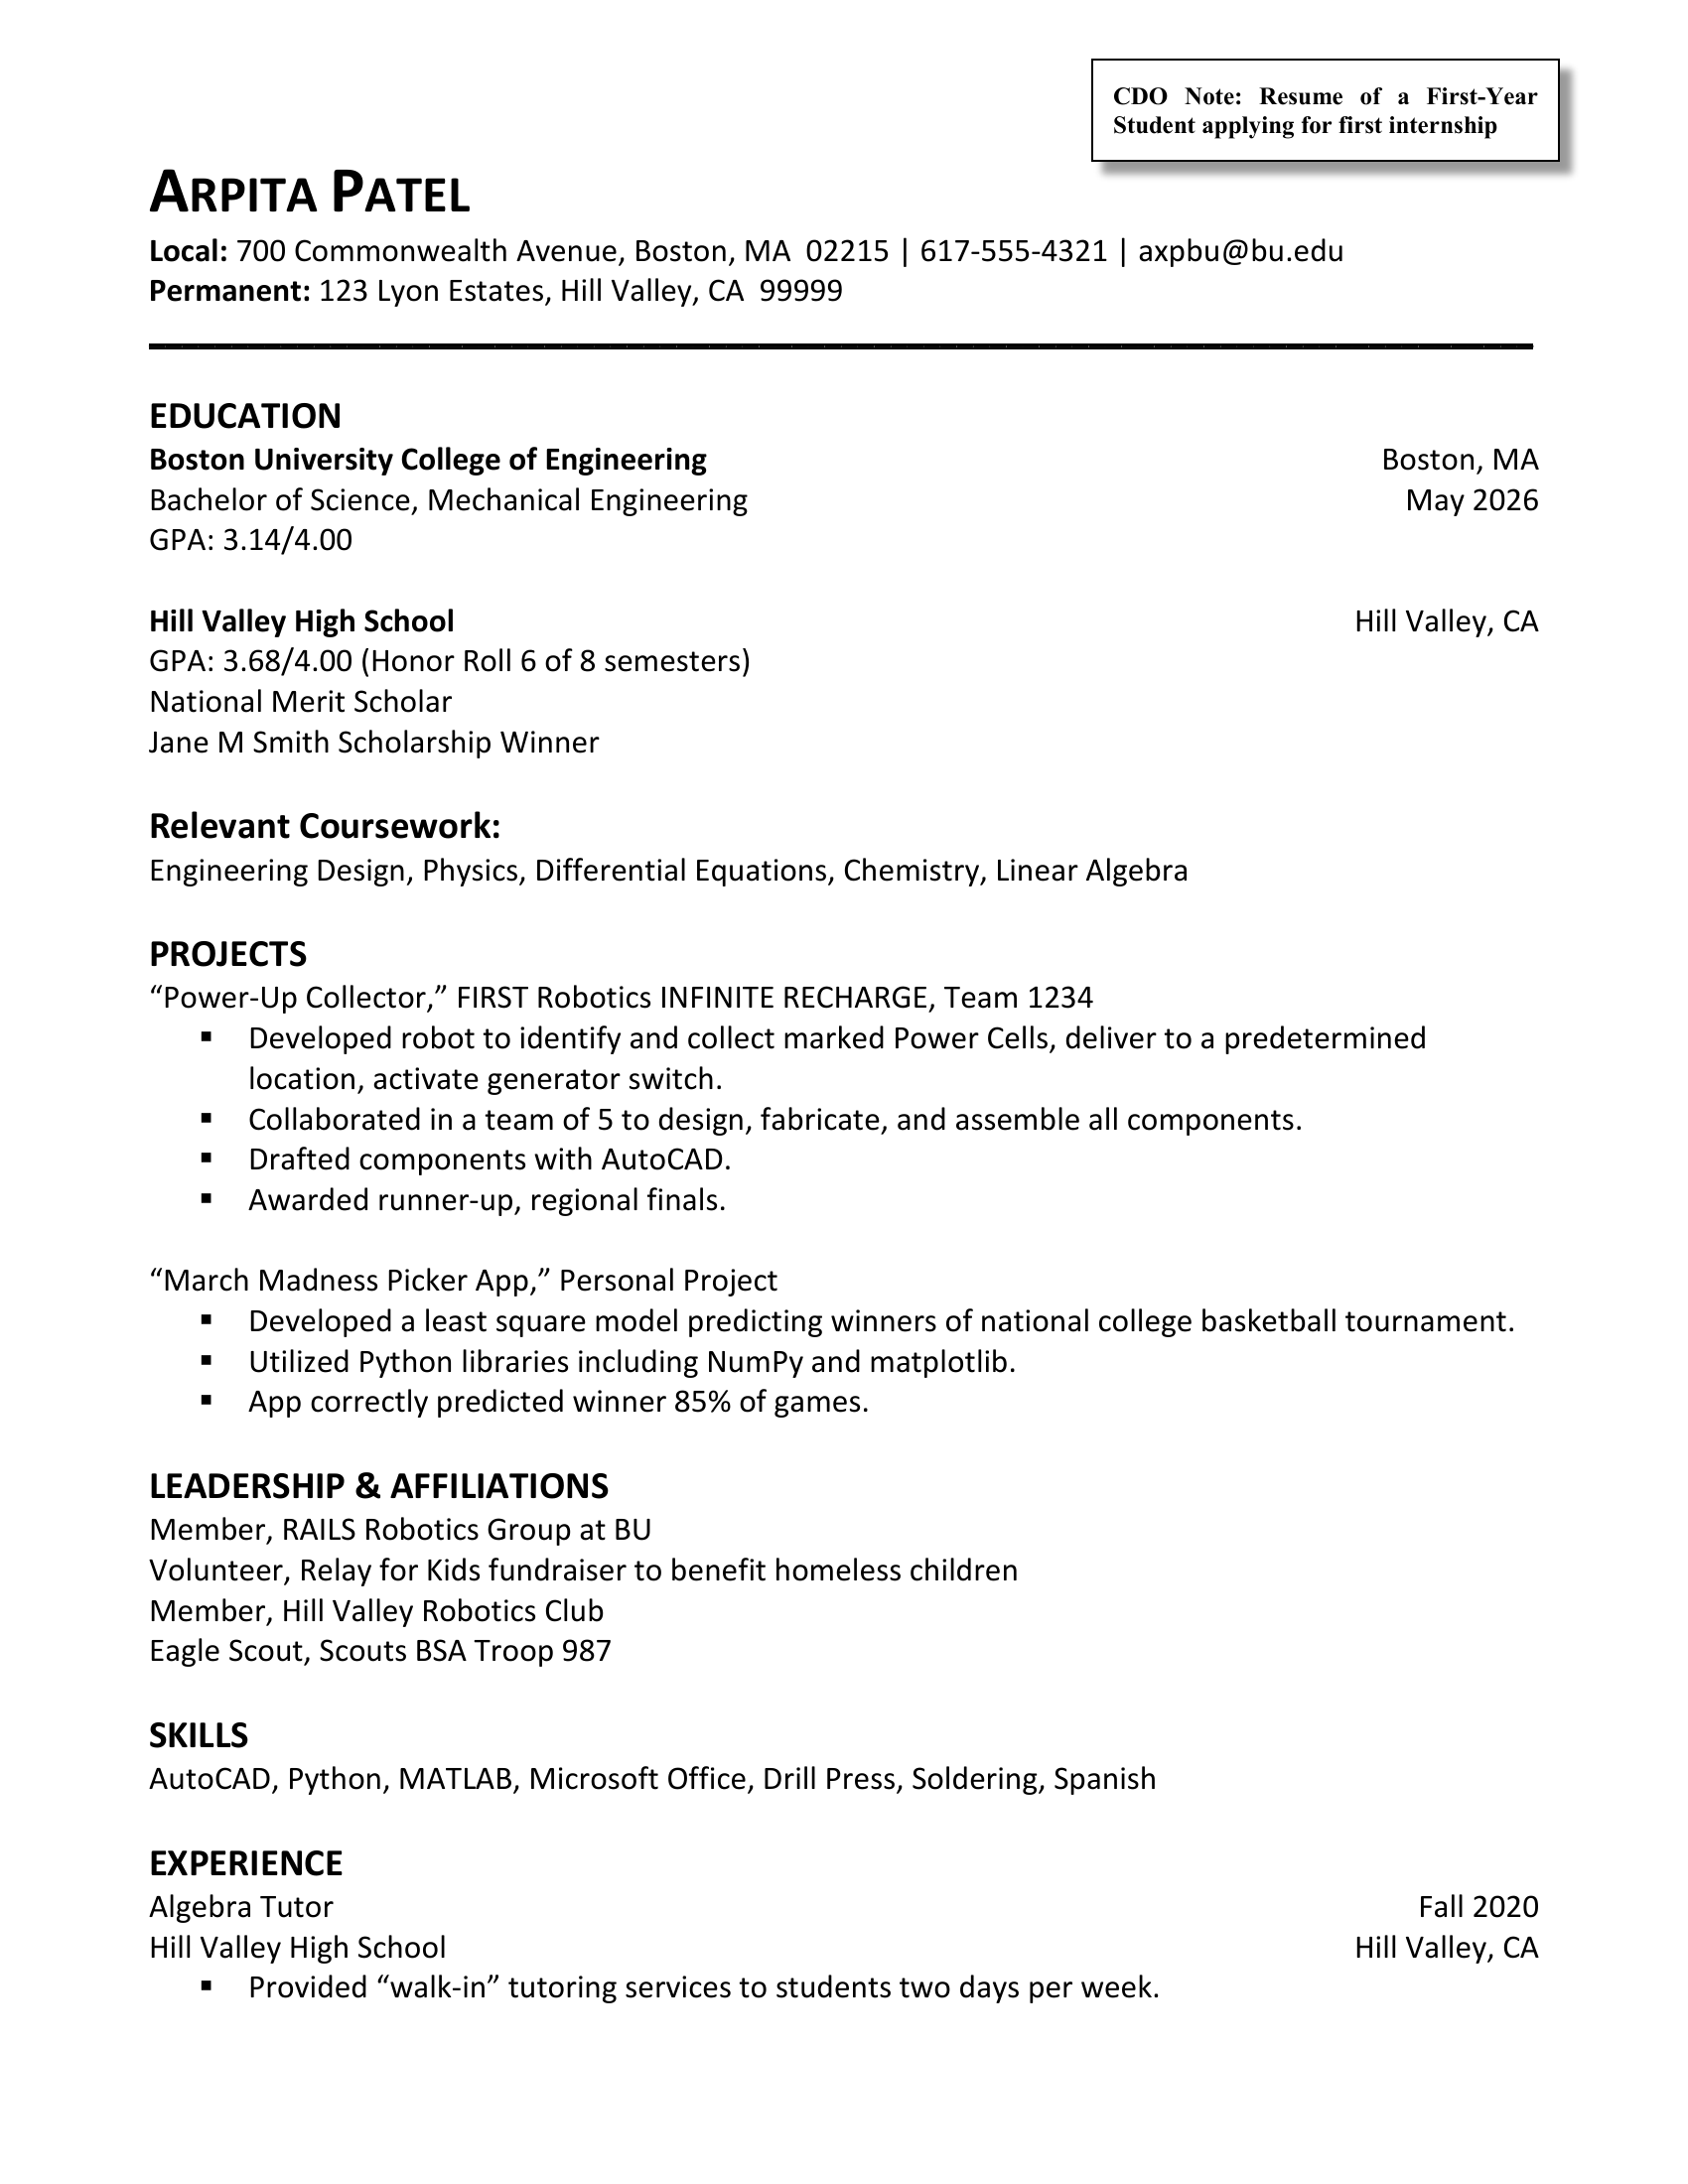 CDO Note: Resume of a First-Year
Student applying for first internship
ARPITA PATEL
Local: 700 Commonwealth Avenue, Boston, MA 02215 | 617-555-4321 | axpbu@bu.edu
Permanent: 123 Lyon Estates, Hill Valley, CA 99999
EDUCATION
Boston University College of Engineering Boston, MA
Bachelor of Science, Mechanical Engineering May 2026
GPA: 3.14/4.00
Hill Valley High School Hill Valley, CA
GPA: 3.68/4.00 (Honor Roll 6 of 8 semesters)
National Merit Scholar
Jane M Smith Scholarship Winner
Relevant Coursework:
Engineering Design, Physics, Differential Equations, Chemistry, Linear Algebra
PROJECTS
“Power-Up Collector,” FIRST Robotics INFINITE RECHARGE, Team 1234
▪ Developed robot to identify and collect marked Power Cells, deliver to a predetermined
location, activate generator switch.
▪ Collaborated in a team of 5 to design, fabricate, and assemble all components.
▪ Drafted components with AutoCAD.
▪ Awarded runner-up, regional finals.
“March Madness Picker App,” Personal Project
▪ Developed a least square model predicting winners of national college basketball tournament.
▪ Utilized Python libraries including NumPy and matplotlib.
▪ App correctly predicted winner 85% of games.
LEADERSHIP & AFFILIATIONS
Member, RAILS Robotics Group at BU
Volunteer, Relay for Kids fundraiser to benefit homeless children
Member, Hill Valley Robotics Club
Eagle Scout, Scouts BSA Troop 987
SKILLS
AutoCAD, Python, MATLAB, Microsoft Office, Drill Press, Soldering, Spanish
EXPERIENCE
Algebra Tutor Fall 2020
Hill Valley High School Hill Valley, CA
▪ Provided “walk-in” tutoring services to students two days per week.